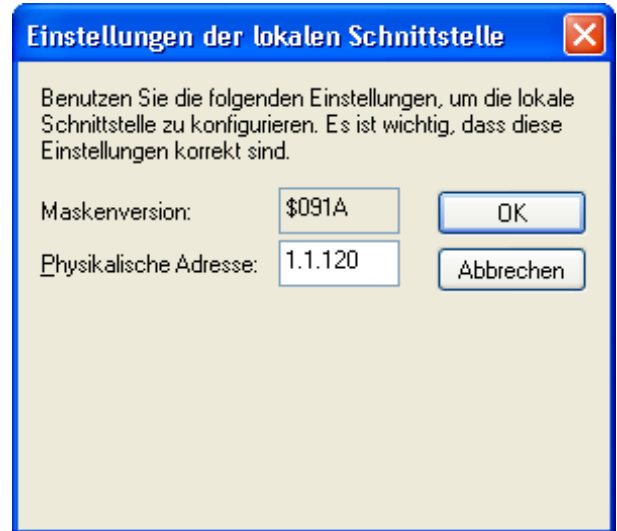 Einstellungen der lokalen Schnittstelle
Benutzen Sie die folgenden Einstellungen, um die lokale
Schnittstelle zu konfigurieren. Es ist wichtig, dass diese
Einstellungen korrekt sind.
Maskenversion: $091A OK
Physikalische Adresse: 1.1.120 Abbrechen